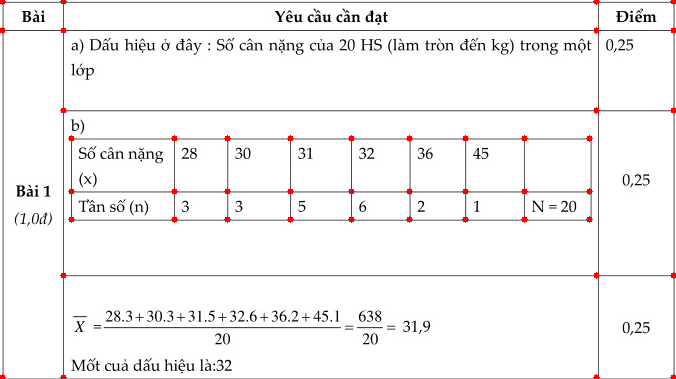 Bài Yêu cầu cần đạt Điểm
a) Dấu hiệu ở đây : Số cân nặng của 20 HS (làm tròn đến kg) trong một 0,25
lớp
b)
Số cân nặng 28 30 31 32 36 45
(x)
0,25
Bài 1
Tần số (n) 3 3 5 6 2 1 N = 20
(1,0đ)
X̅ = (28.3+30.3+31.5+32.6+36.2+45.1)/20 = 638/20 = 31,9 0,25
Mốt cuả dấu hiệu là:32